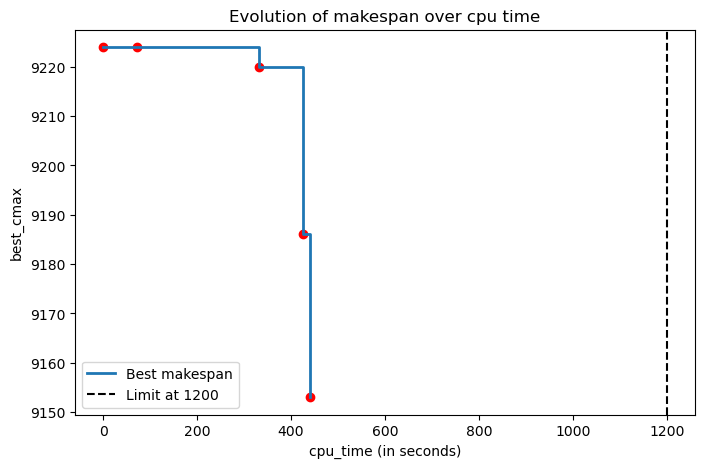 Evolution of makespan over cpu time
best_cmax
9220
9210
9200
9190
9180
9170
9160
9150
Best makespan
Limit at 1200
0 200 400 600 800 1000 1200
cpu_time (in seconds)